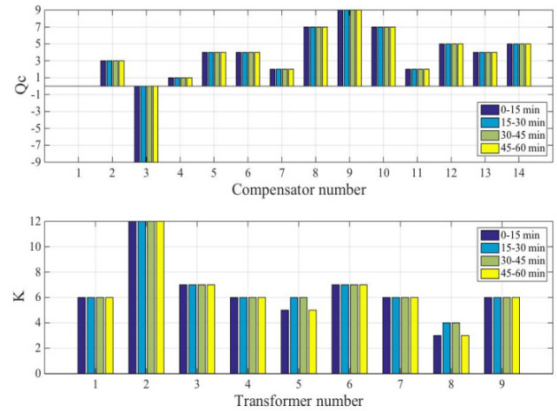 9
7
5
3
1
-1
-3
-5
-7
-9
Qc
0-15 min
15-30 min
30-45 min
45-60 min
1 2 3 4 5 6 7 8 9 10 11 12 13 14
Compensator number
12
10
8
6
4
2
0
K
0-15 min
15-30 min
30-45 min
45-60 min
1 2 3 4 5 6 7 8 9
Transformer number